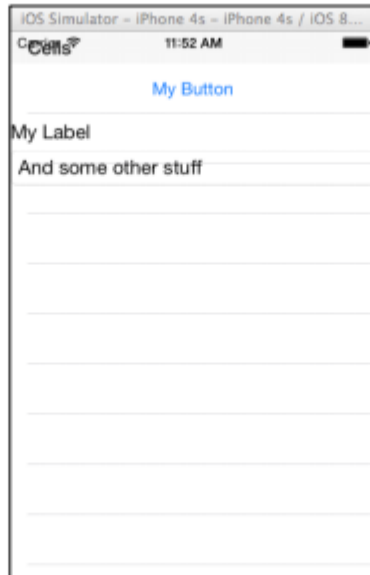 iOS Simulator – iPhone 4s – iPhone 4s / iOS 8...
Cells 11:52 AM
My Button
My Label
And some other stuff